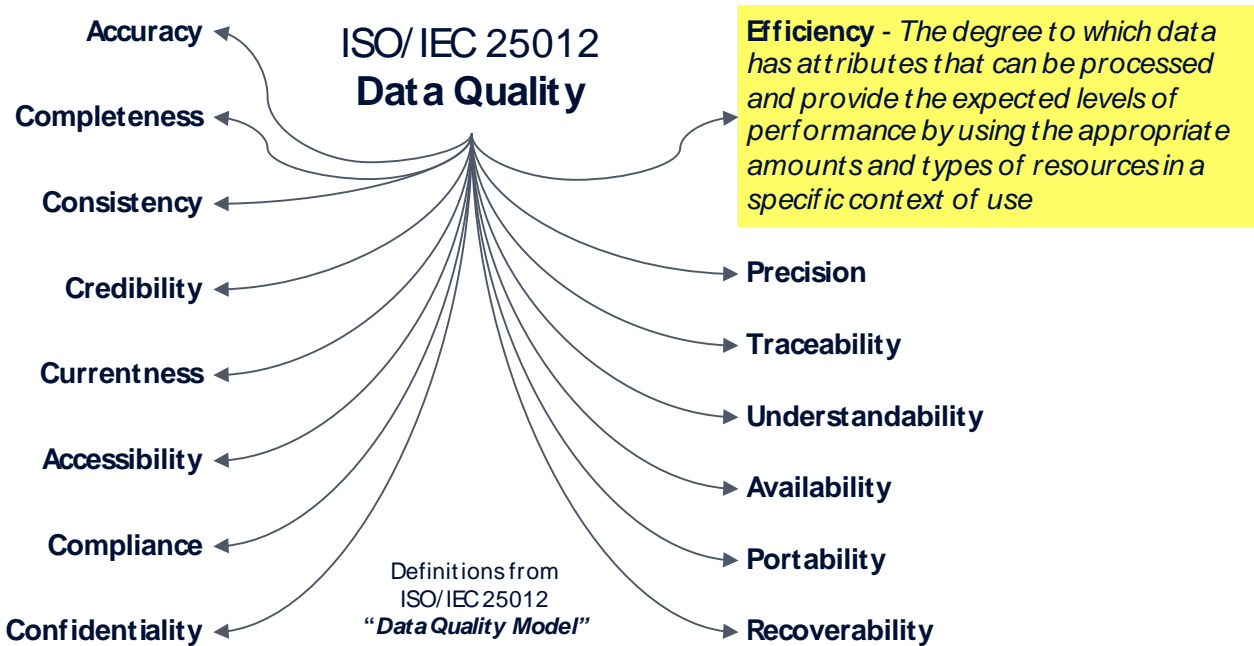 ISO/IEC 25012
Data Quality
Accuracy
Completeness
Consistency
Credibility
Currentness
Accessibility
Compliance
Confidentiality
Efficiency - The degree to which data
has attributes that can be processed
and provide the expected levels of
performance by using the appropriate
amounts and types of resources in a
specific context of use
Precision
Traceability
Understandability
Availability
Portability
Recoverability
Definitions from
ISO/IEC 25012
“Data Quality Model”